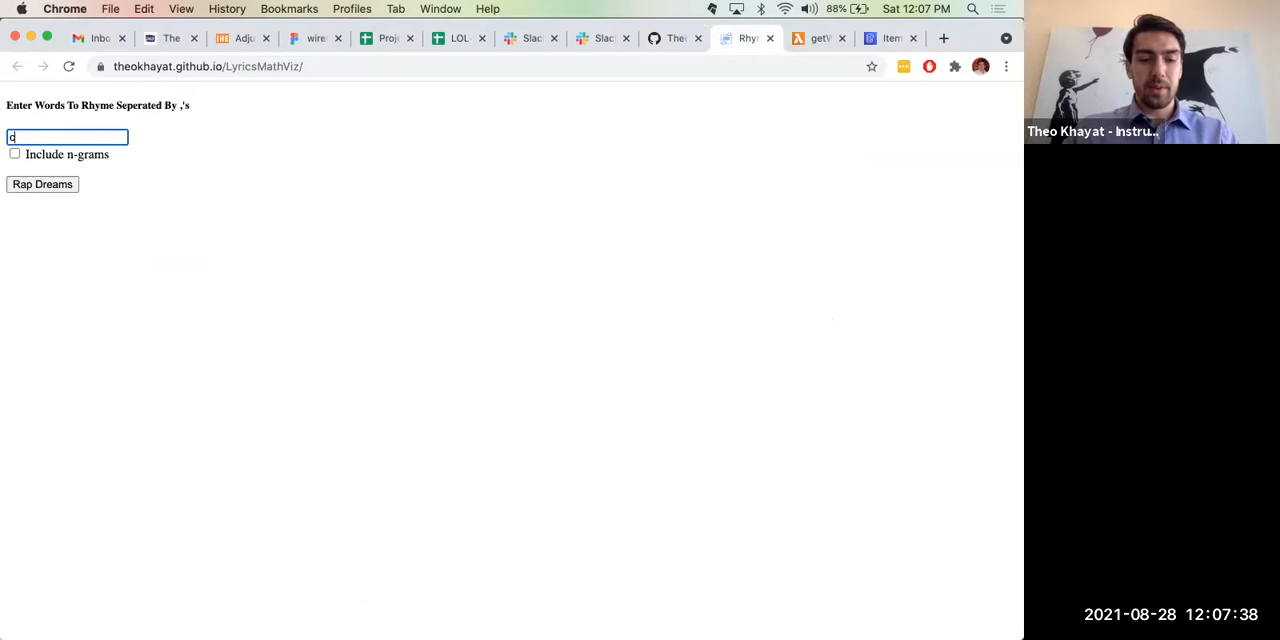 Chrome File Edit View History Bookmarks Profiles Tab Window Help 88% Sat 12:07 PM
Inbo The Adju wire Proj LOL Slac Slac Theo Rhyr getV Item
theokhayat.github.io/LyricsMathViz/
Enter Words To Rhyme Seperated By ,'s
c
Include n-grams
Rap Dreams
Theo Khayat - Instru...
2021-08-28 12:07:38